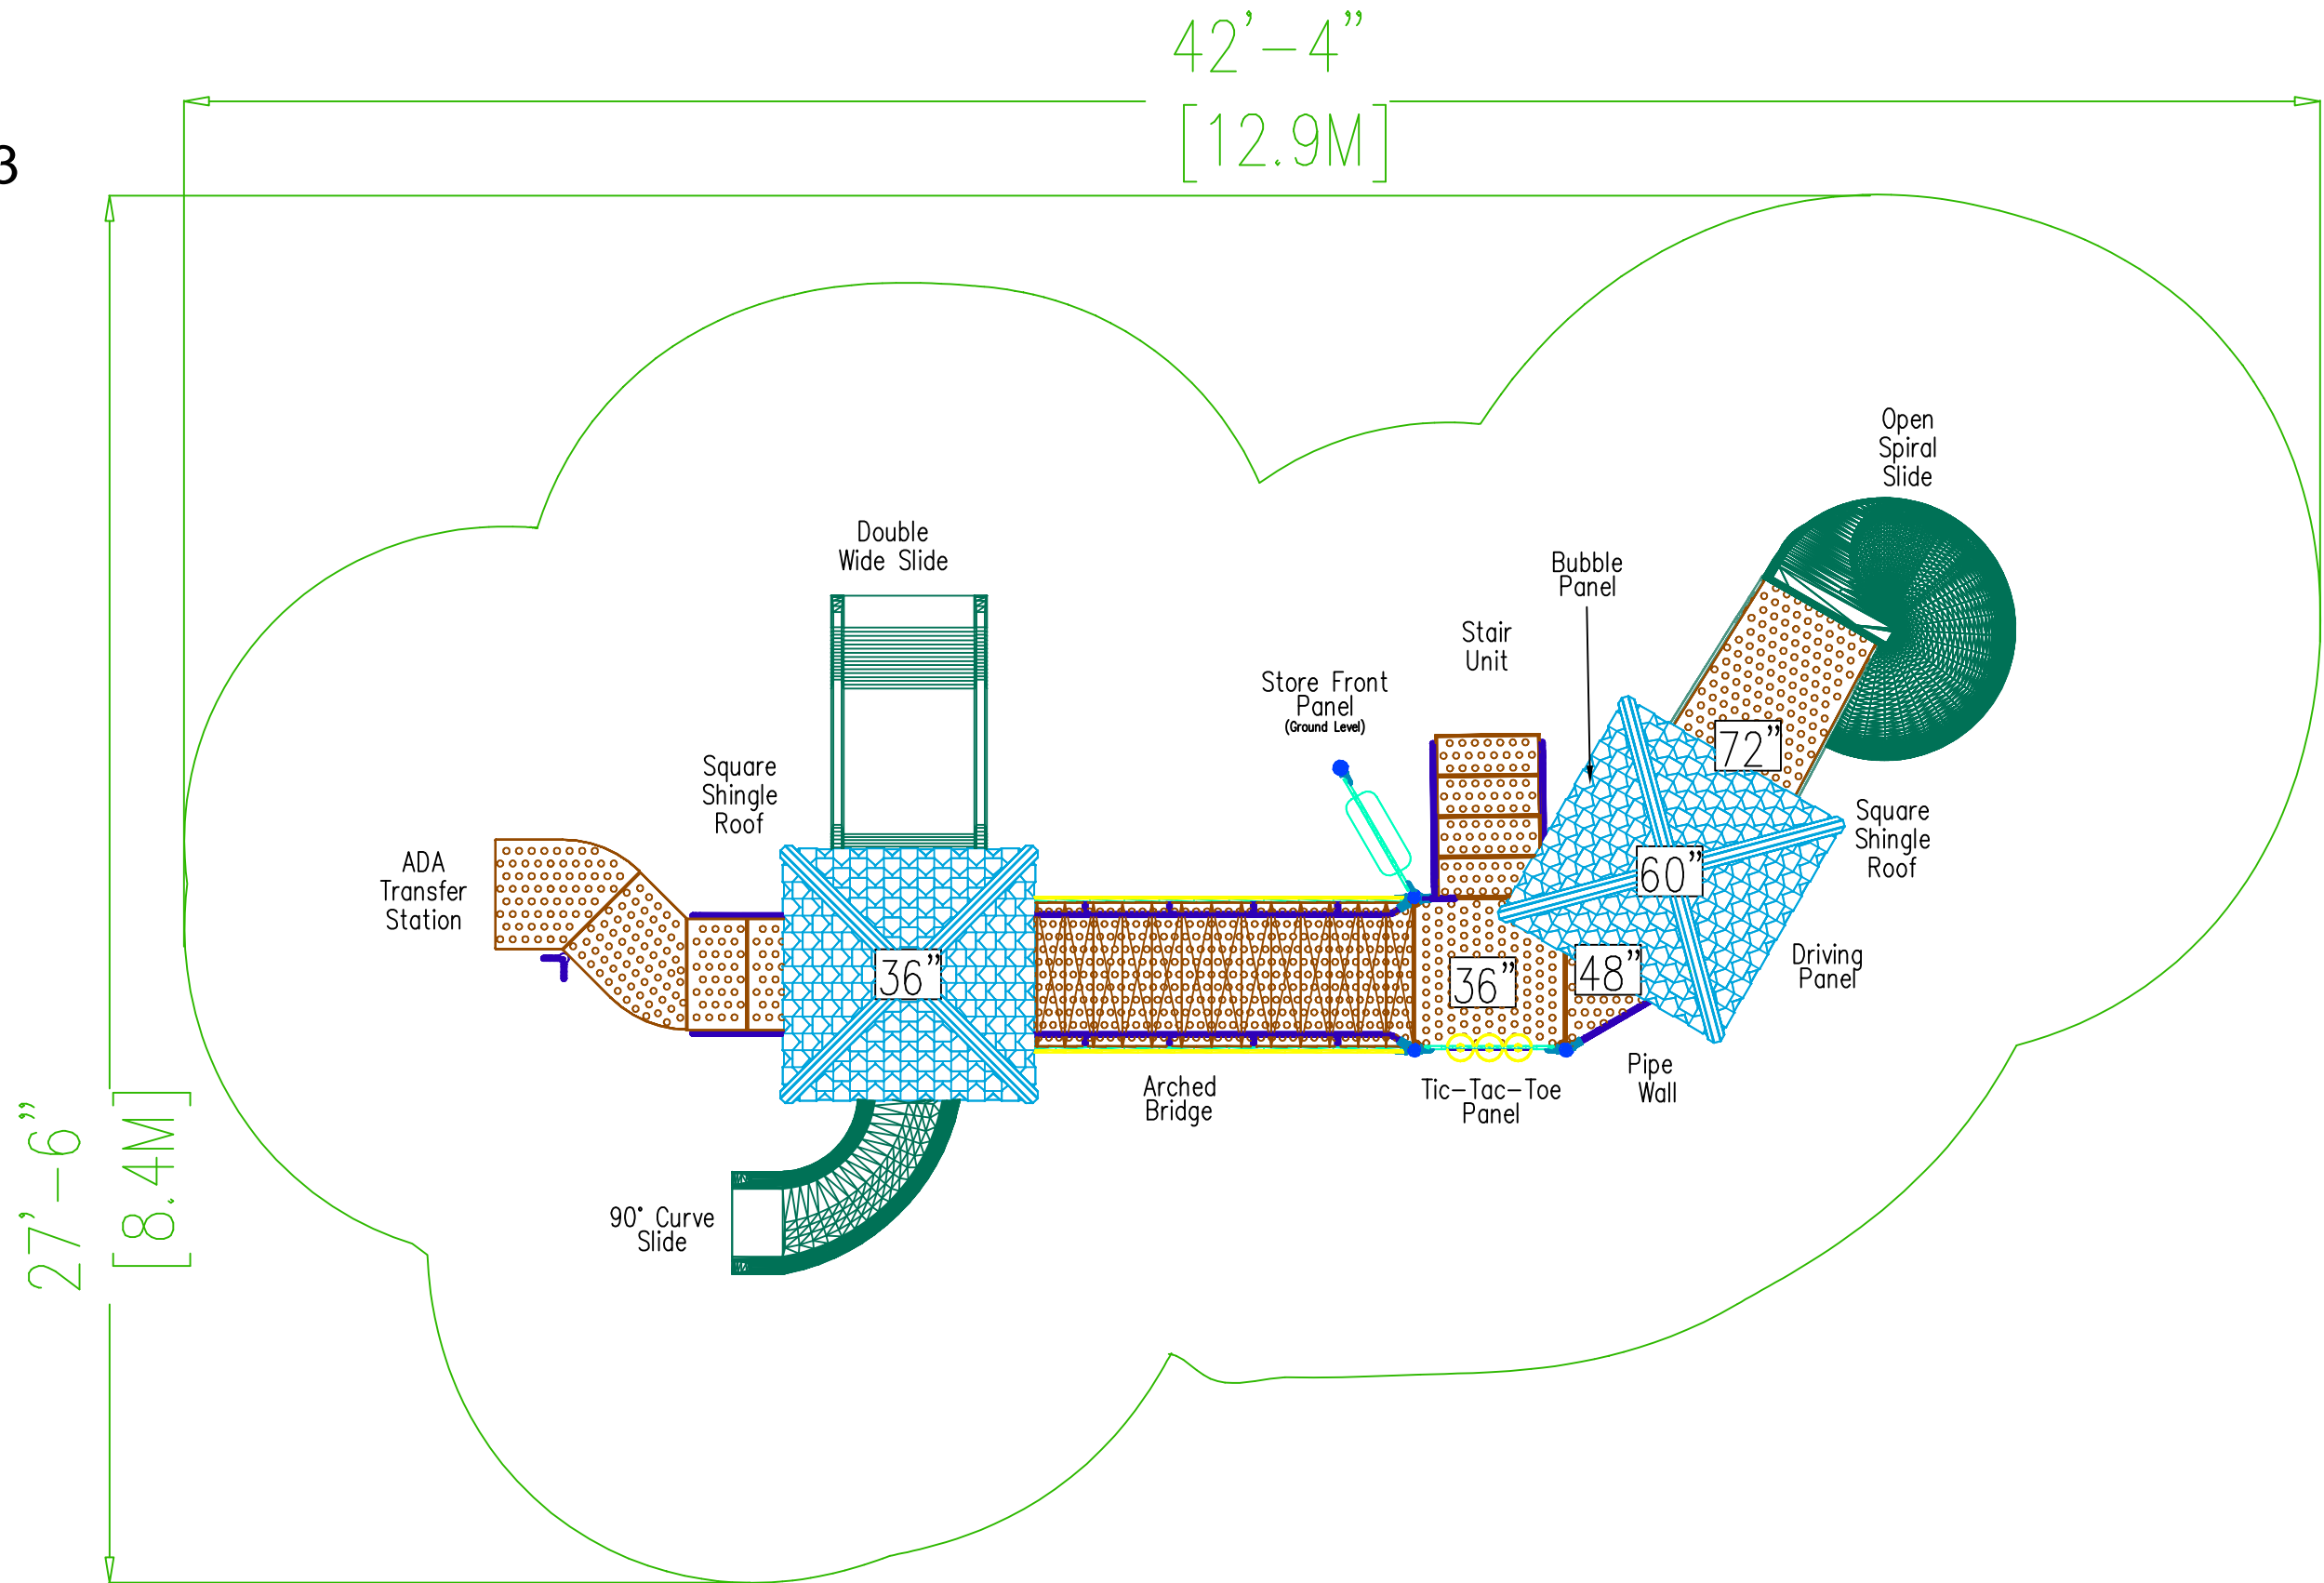 42’-4”
[12.9M]
3
Open
Spiral
Slide
Double
Wide Slide
Bubble
Panel
Stair
Unit
Store Front
Panel
(Ground Level)
72”
Square
Shingle
Roof
Square
Shingle
Roof
60”
ADA
Transfer
Station
36”
36”
48”
Driving
Panel
Arched
Bridge
Tic-Tac-Toe
Panel
Pipe
Wall
27’-6”
[8.4M]
90° Curve
Slide